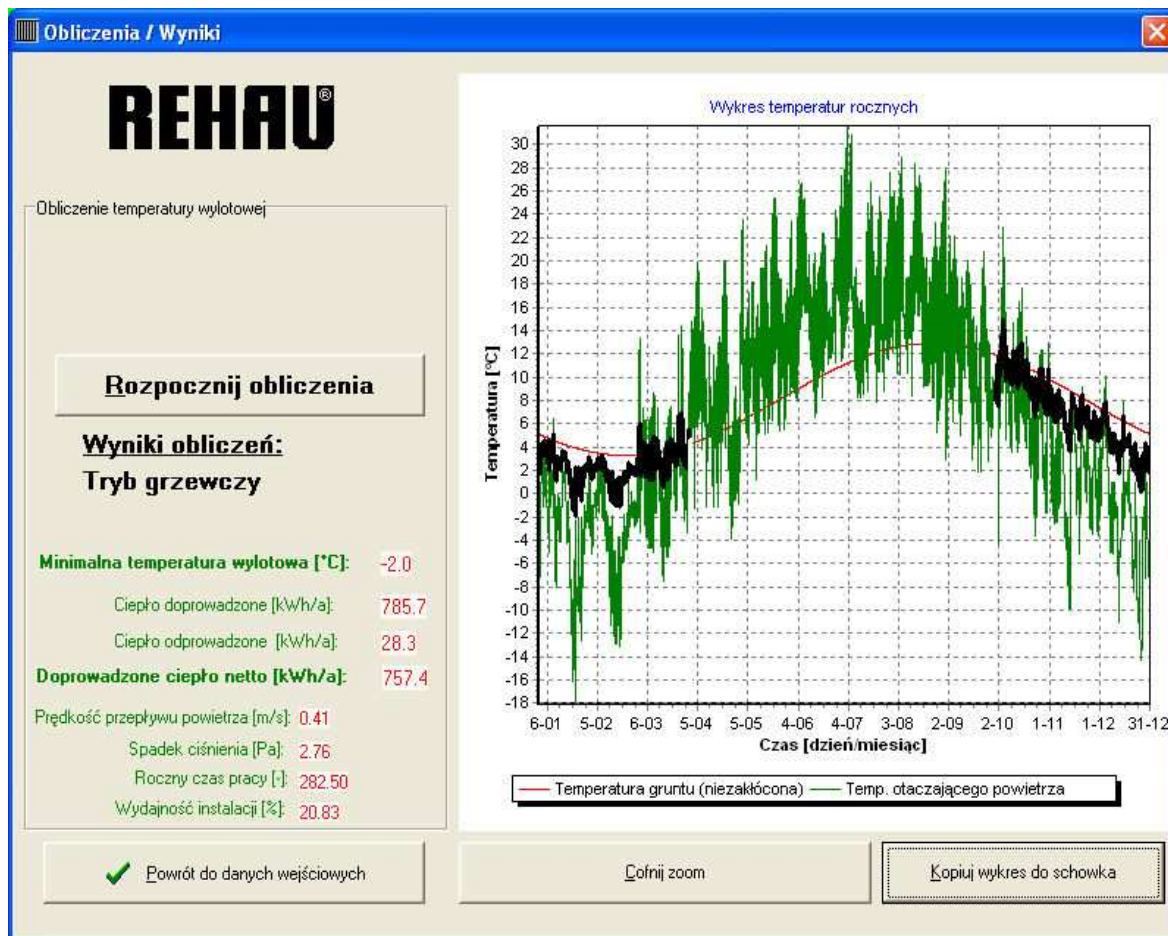 Obliczenia / Wyniki
REHAU®
Obliczenie temperatury wylotowej
Rozpocznij obliczenia
Wyniki obliczeń:
Tryb grzewczy
Minimalna temperatura wylotowa [°C]: -2.0
Ciepło doprowadzone [kWh/a]: 785.7
Ciepło odprowadzone [kWh/a]: 28.3
Doprowadzone ciepło netto [kWh/a]: 757.4
Prędkość przepływu powietrza [m/s]: 0.41
Spadek ciśnienia [Pa]: 2.76
Roczny czas pracy [-]: 282.50
Wydajność instalacji [%]: 20.83
Powrót do danych wejściowych
Wykres temperatur rocznych
Temperatura [°C]
30
28
26
24
22
20
18
16
14
12
10
8
6
4
2
0
-2
-4
-6
-8
-10
-12
-14
-16
-18
6-01 5-02 6-03 5-04 5-05 4-06 4-07 3-08 2-09 2-10 1-11 1-12 31-12
Czas [dzień/miesiąc]
Temperatura gruntu (niezakłócona) Temp. otaczającego powietrza
Cofnij zoom
Kopiuj wykres do schowka